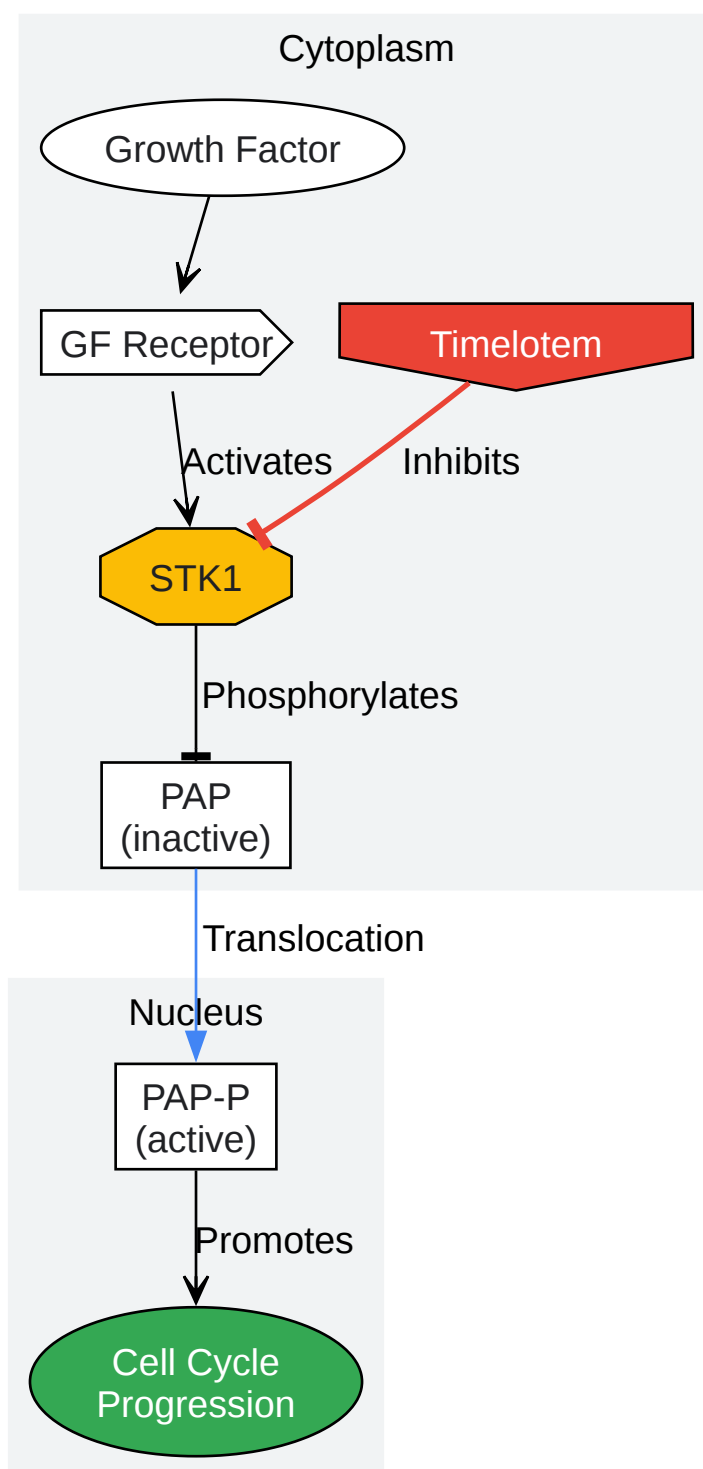 Cytoplasm
Growth Factor
GF Receptor
Timelotem
Activates
Inhibits
STK1
Phosphorylates
PAP
(inactive)
Translocation
Nucleus
PAP-P
(active)
Promotes
Cell Cycle
Progression